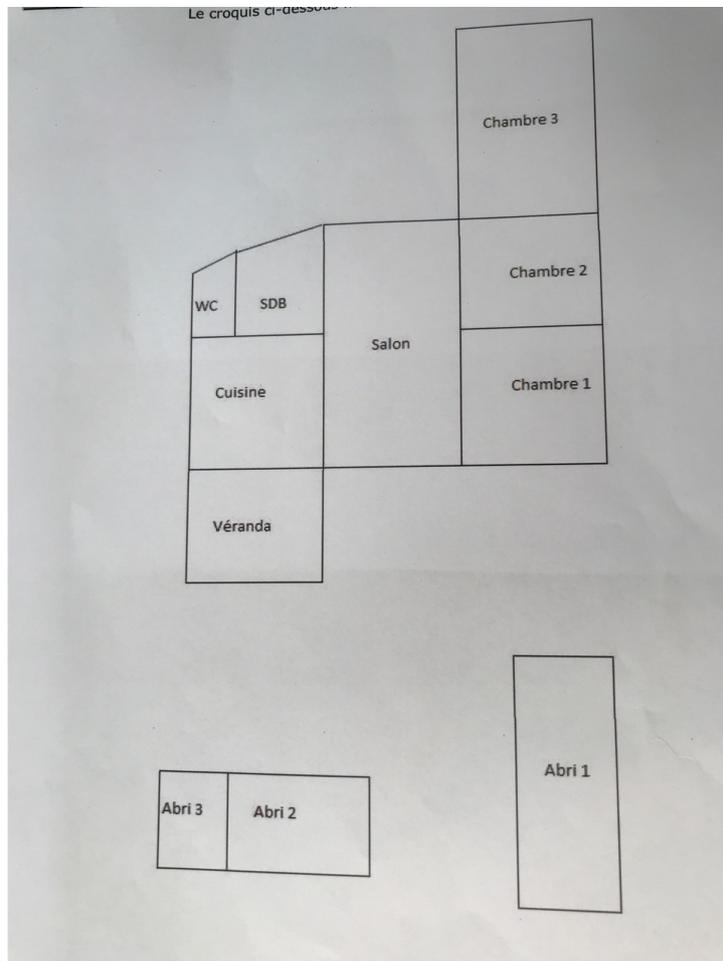 Le croquis ci-dessous
Chambre 3
Chambre 2
WC
SDB
Salon
Cuisine
Chambre 1
Véranda
Abri 1
Abri 3
Abri 2